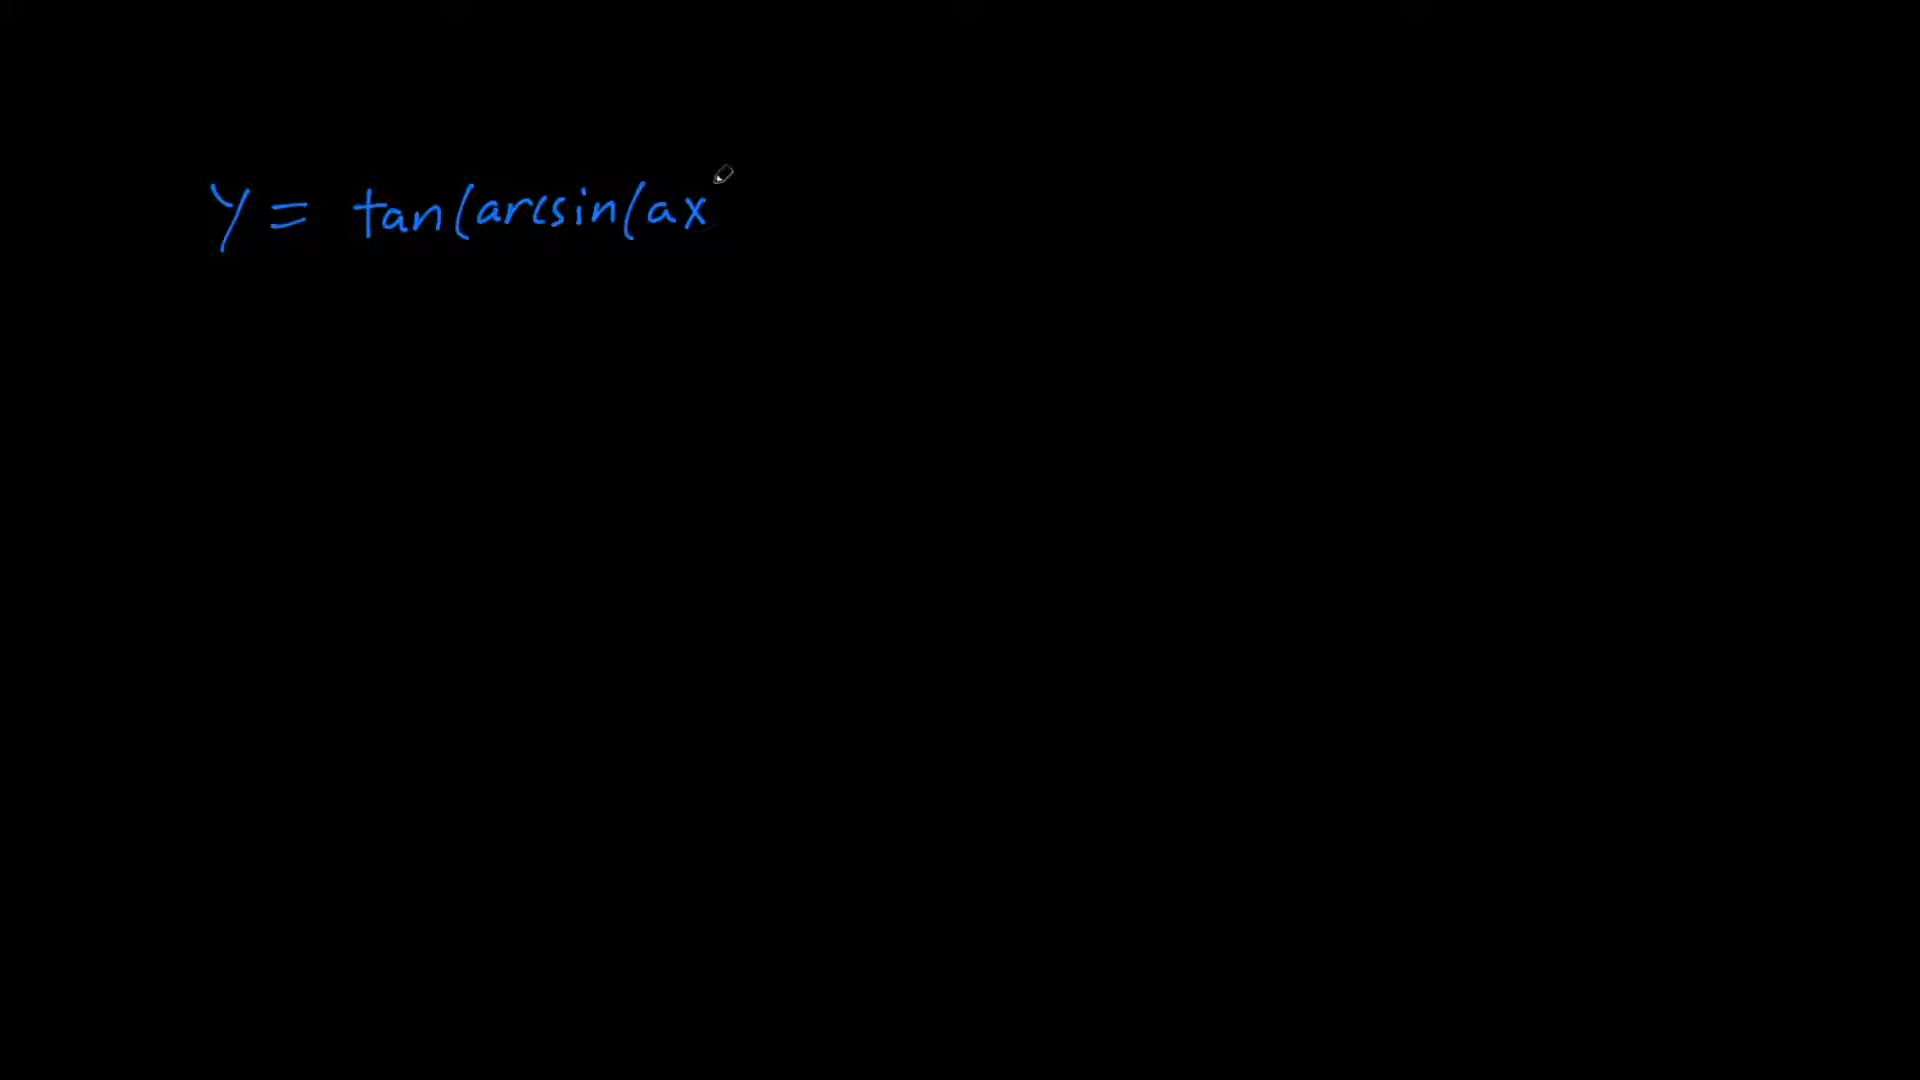 y = tan(arcsin(ax